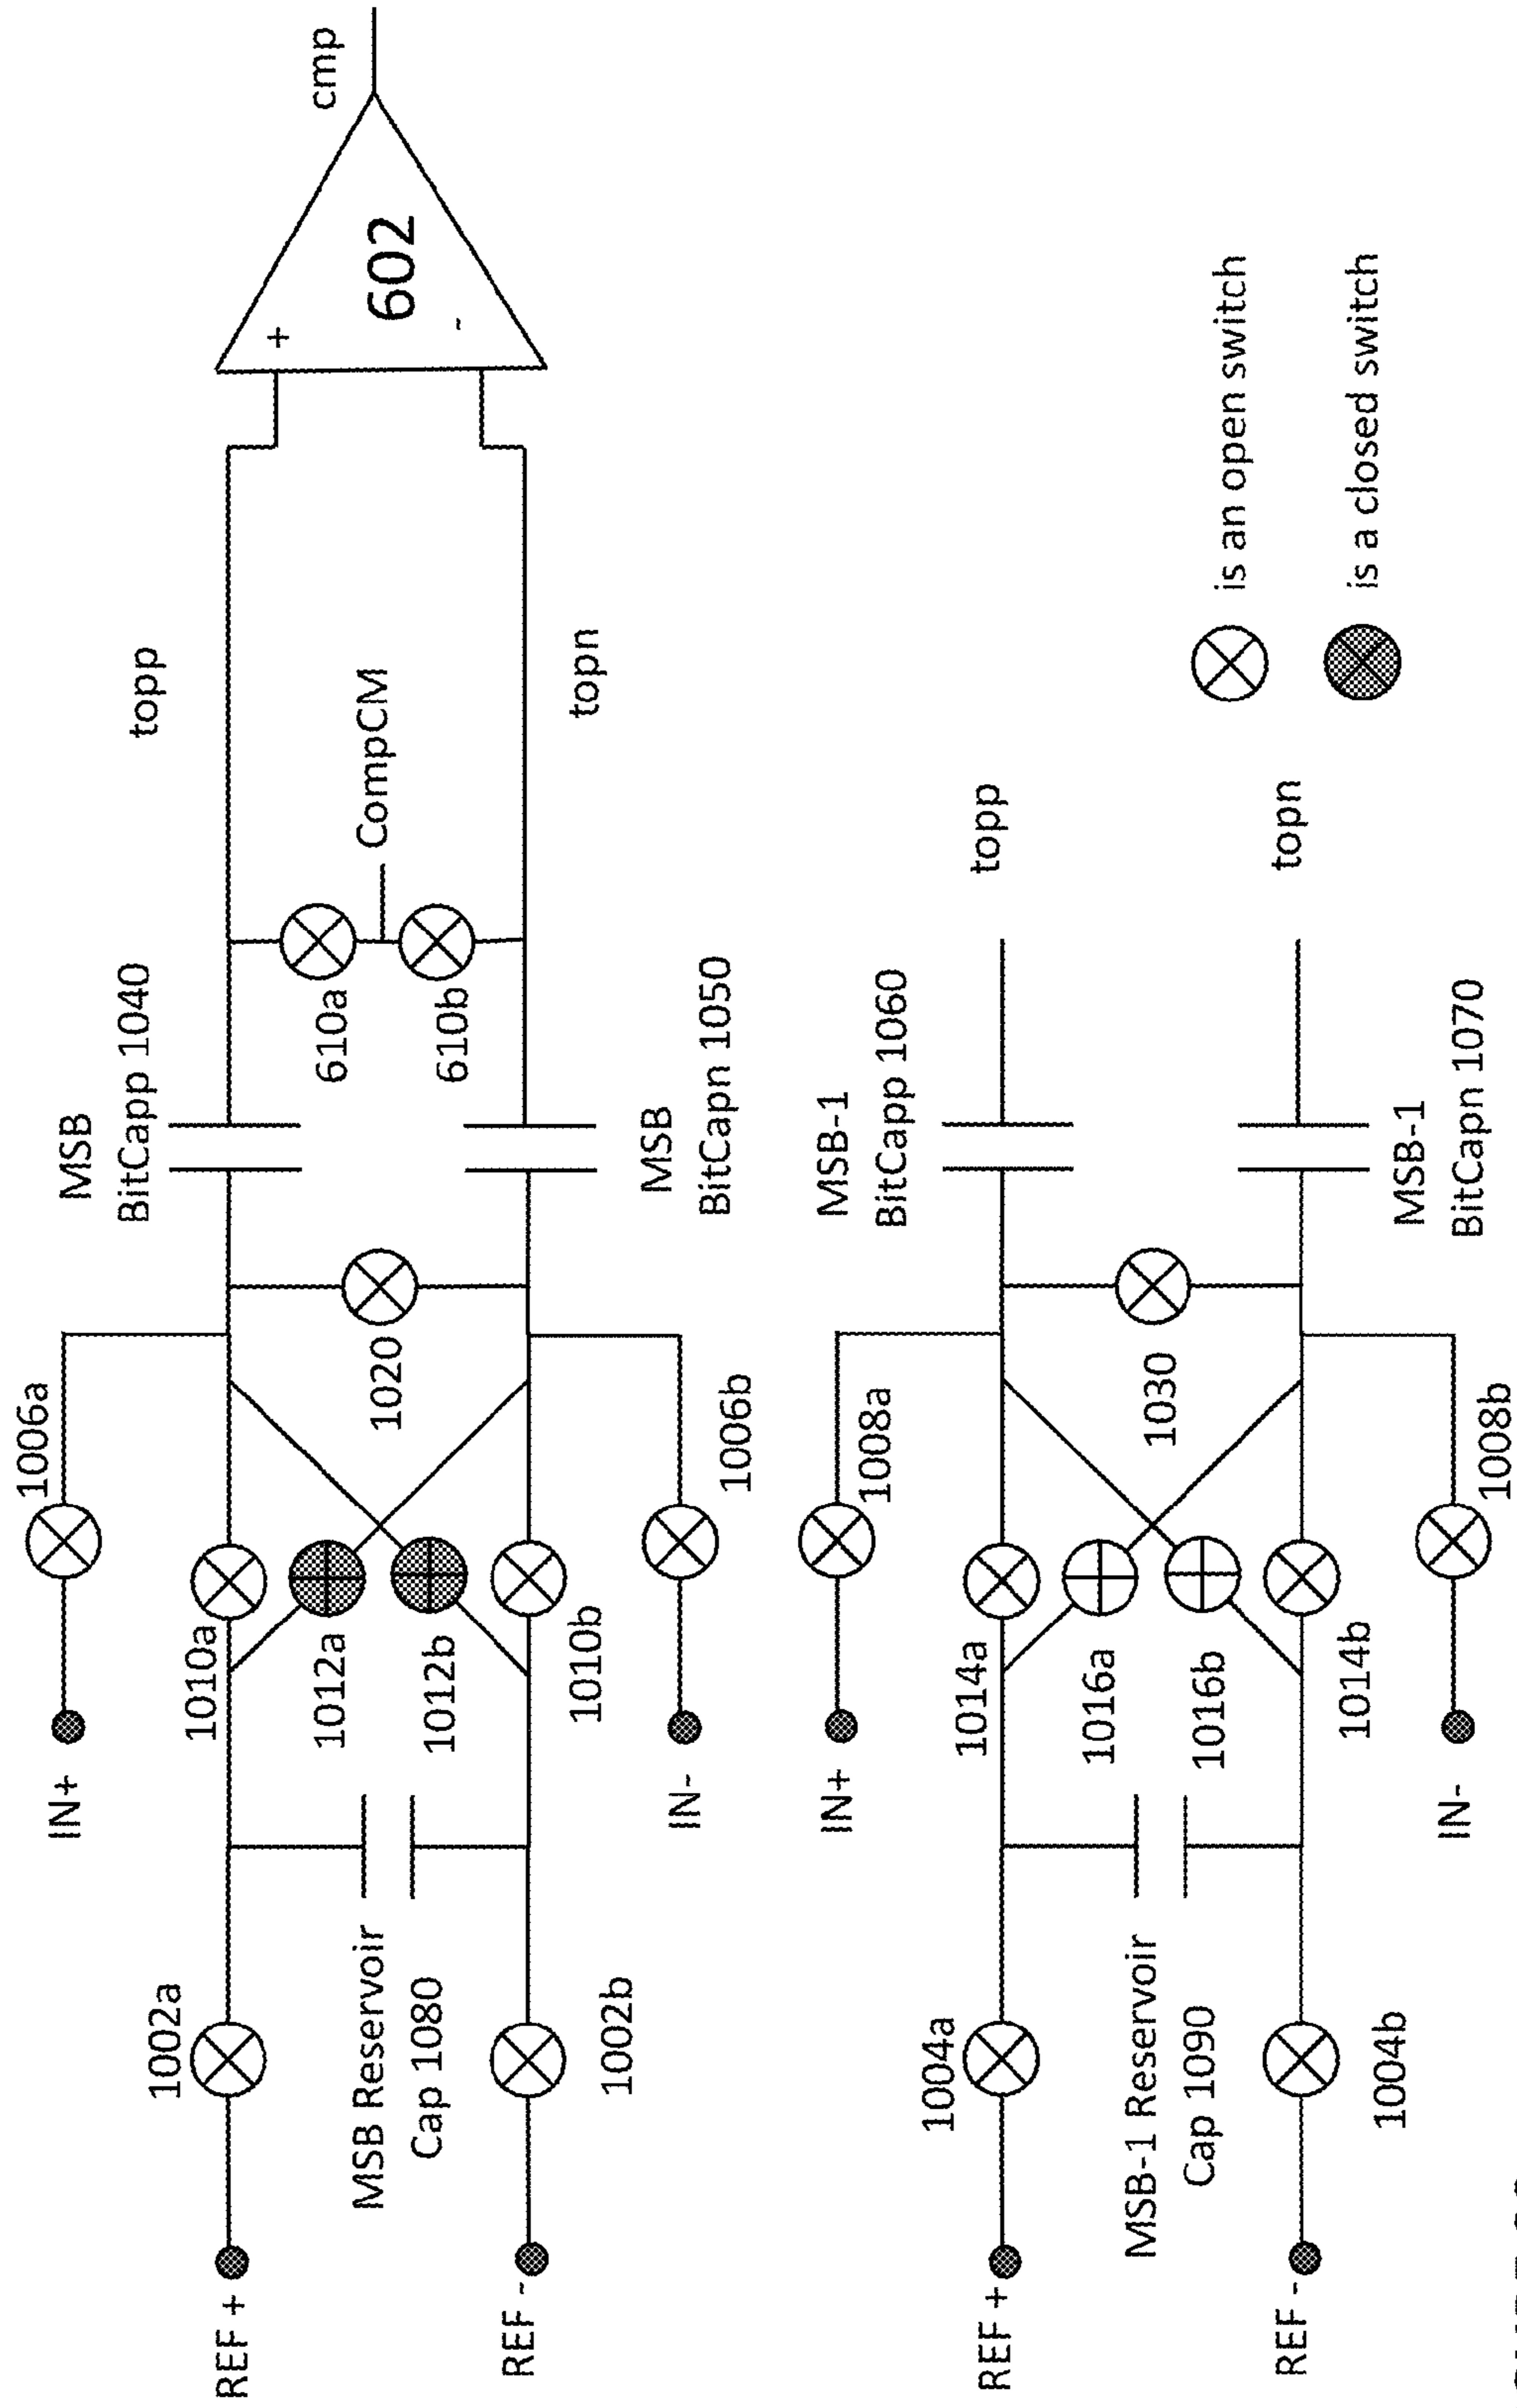 IN+
1006a
MSB
BitCapp 1040
topp
cmp
REF +
1002a
1010a
MSB Reservoir
Cap 1080
1012a
1020
610a
CompCM
+
602
-
1012b
610b
REF -
1002b
1010b
topn
IN-
1006b
MSB
BitCapn 1050
IN+
1008a
MSB-1
BitCapp 1060
REF +
1004a
1014a
topp
MSB-1 Reservoir
Cap 1090
1016a
1030
1016b
is an open switch
REF -
1004b
1014b
topn
is a closed switch
IN-
1008b
MSB-1
BitCapn 1070